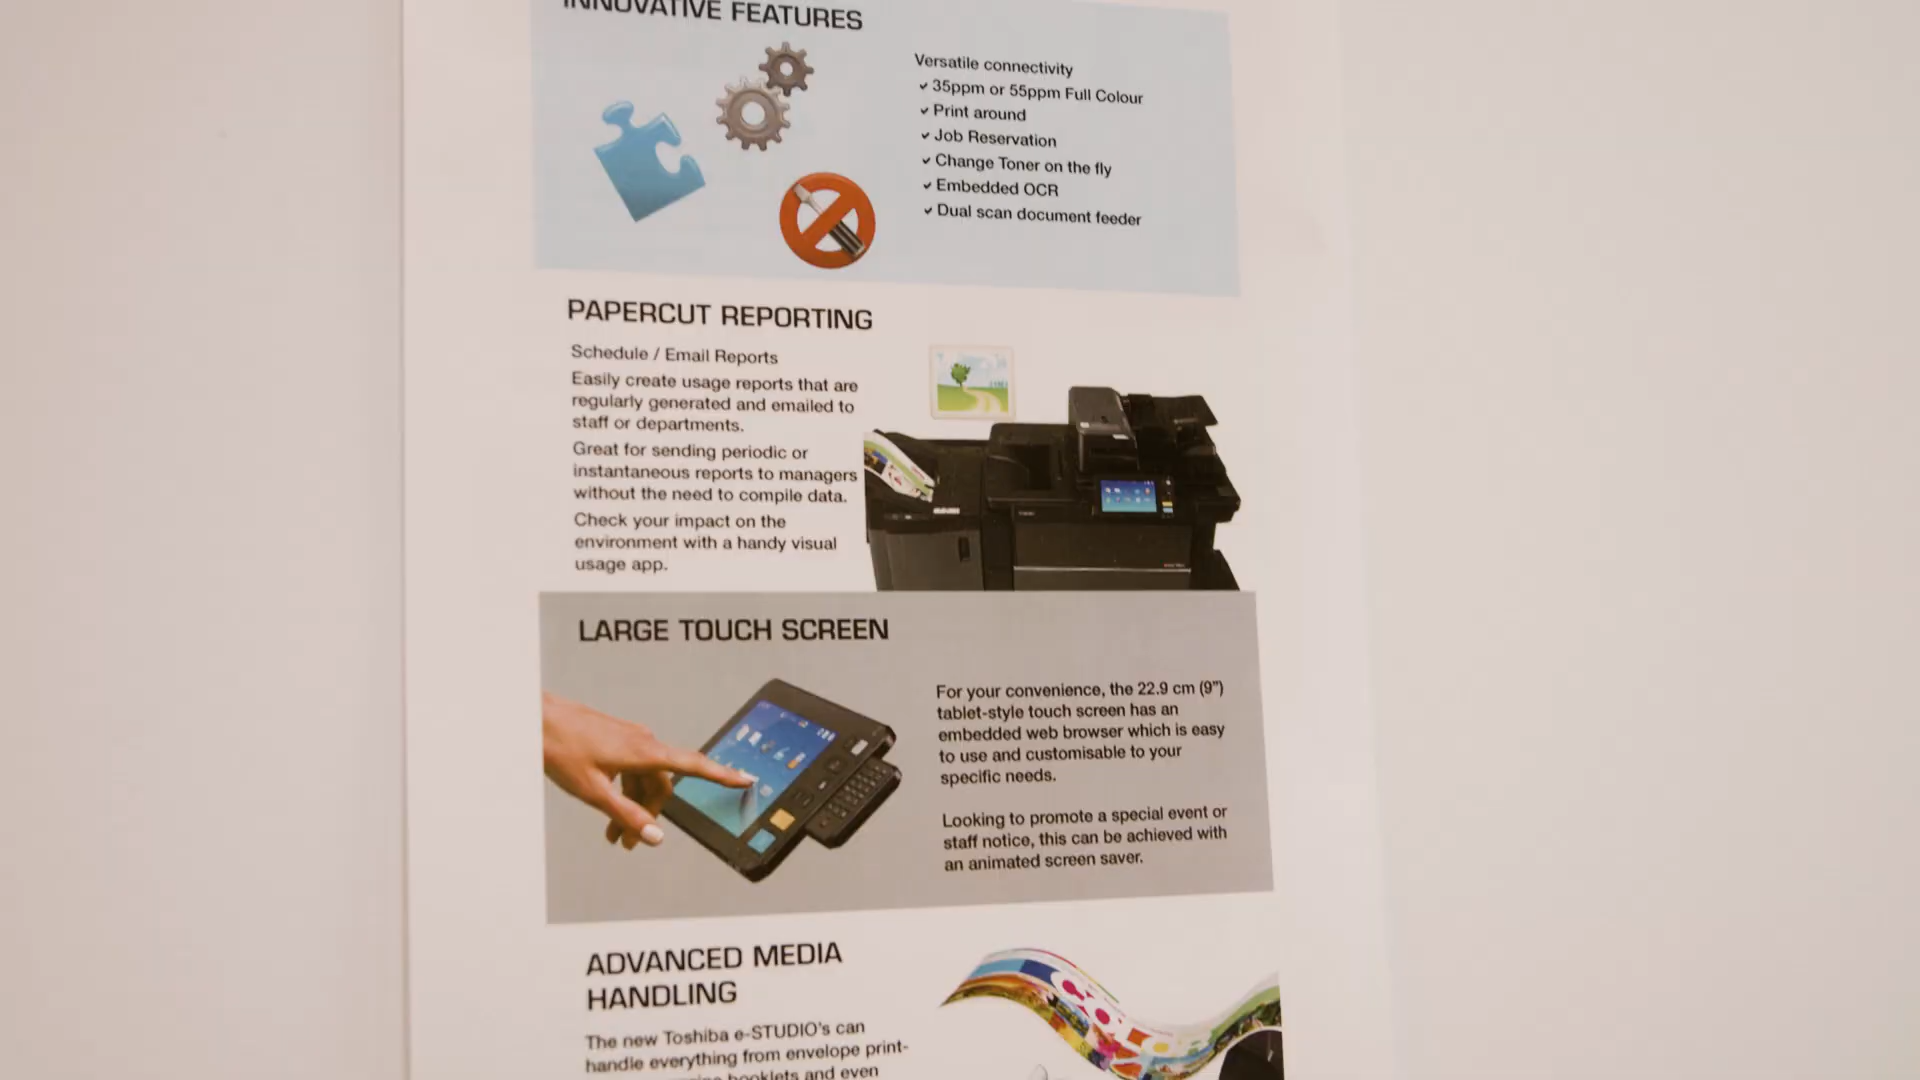 INNOVATIVE FEATURES
Versatile connectivity
✓ 35ppm or 55ppm Full Colour
✓ Print around
✓ Job Reservation
✓ Change Toner on the fly
✓ Embedded OCR
✓ Dual scan document feeder
PAPERCUT REPORTING
Schedule / Email Reports
Easily create usage reports that are
regularly generated and emailed to
staff or departments.
Great for sending periodic or
instantaneous reports to managers
without the need to compile data.
Check your impact on the
environment with a handy visual
usage app.
LARGE TOUCH SCREEN
For your convenience, the 22.9 cm (9")
tablet-style touch screen has an
embedded web browser which is easy
to use and customisable to your
specific needs.
Looking to promote a special event or
staff notice, this can be achieved with
an animated screen saver.
ADVANCED MEDIA
HANDLING
The new Toshiba e-STUDIO's can
handle everything from envelope print-
booklets and even